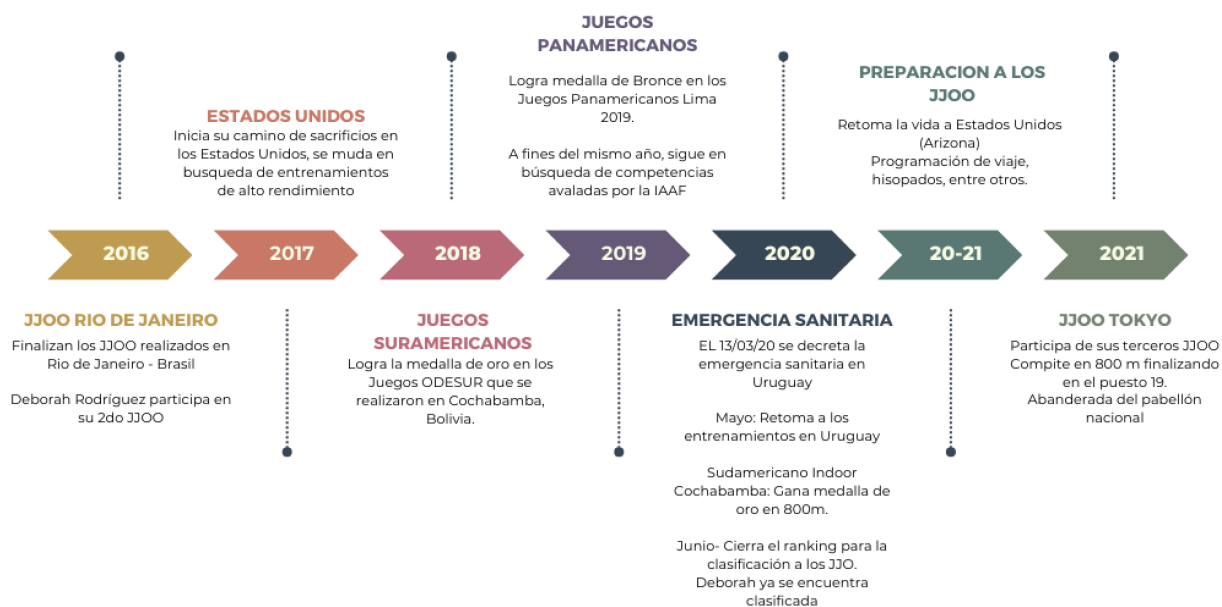 JUEGOS
PANAMERICANOS
Logra medalla de Bronce en los
Juegos Panamericanos Lima
2019.
A fines del mismo año, sigue en
búsqueda de competencias
avaladas por la IAAF
PREPARACION A LOS
JJOO
Retoma la vida a Estados Unidos
(Arizona)
Programación de viaje,
hisopados, entre otros.
ESTADOS UNIDOS
Inicia su camino de sacrificios en
los Estados Unidos, se muda en
busqueda de entrenamientos
de alto rendimiento
2016
2017
2018
2019
2020
20-21
2021
JJOO RIO DE JANEIRO
Finalizan los JJOO realizados en
Rio de Janeiro - Brasil
Deborah Rodríguez participa en
su 2do JJOO
JUEGOS
SURAMERICANOS
Logra la medalla de oro en los
Juegos ODESUR que se
realizaron en Cochabamba,
Bolivia.
EMERGENCIA SANITARIA
EL 13/03/20 se decreta la
emergencia sanitaria en
Uruguay
Mayo: Retoma a los
entrenamientos en Uruguay
Sudamericano Indoor
Cochabamba: Gana medalla de
oro en 800m.
Junio- Cierra el ranking para la
clasificación a los JJO.
Deborah ya se encuentra
clasificada
JJOO TOKYO
Participa de sus terceros JJOO
Compite en 800 m finalizando
en el puesto 19.
Abanderada del pabellón
nacional